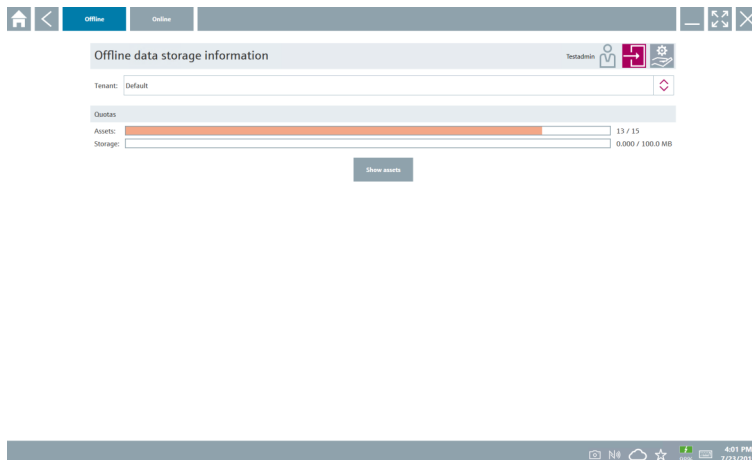 Offline Online
Offline data storage information Testadmin
Tenant: Default
Quotas
Assets: 13 / 15
Storage: 0.000 / 100.0 MB
Show assets
4:01 PM